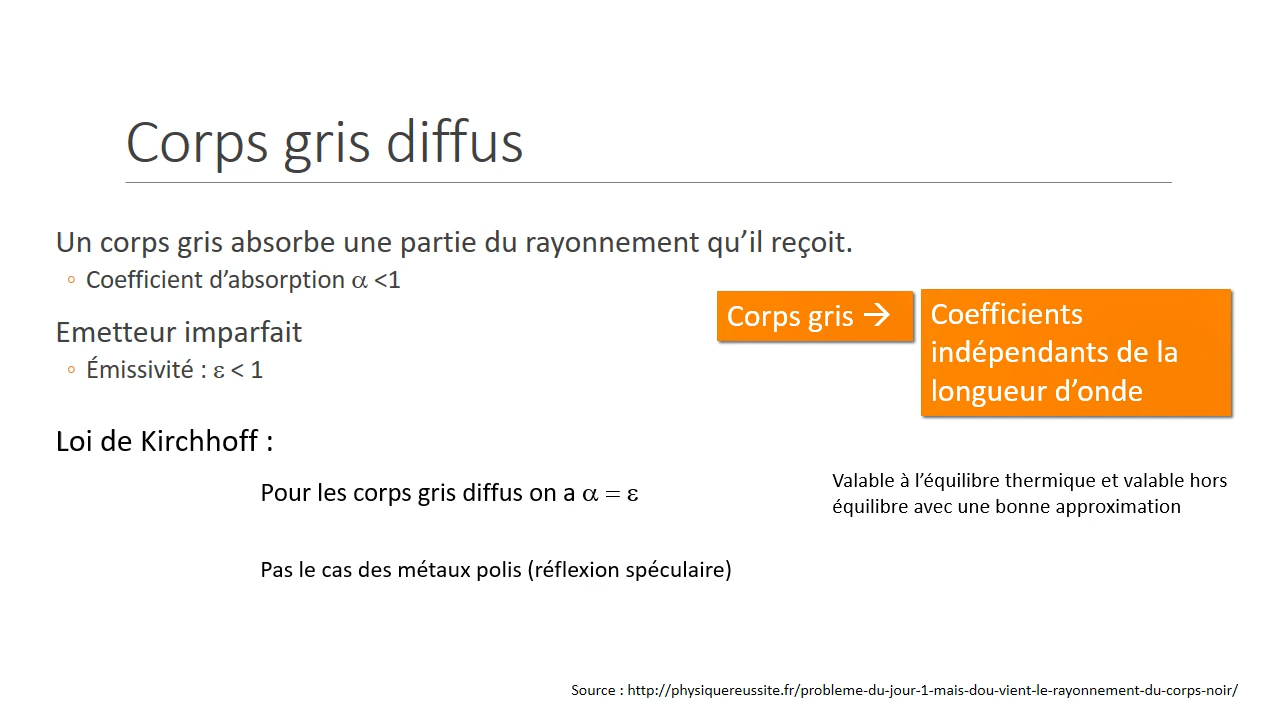 Corps gris diffus
Un corps gris absorbe une partie du rayonnement qu’il reçoit.
◦ Coefficient d’absorption α <1
Emetteur imparfait
◦ Émissivité : ε < 1
Corps gris →
Coefficients
indépendants de la
longueur d’onde
Loi de Kirchhoff :
Pour les corps gris diffus on a α = ε
Valable à l’équilibre thermique et valable hors
équilibre avec une bonne approximation
Pas le cas des métaux polis (réflexion spéculaire)
Source : http://physiquereussite.fr/probleme-du-jour-1-mais-dou-vient-le-rayonnement-du-corps-noir/